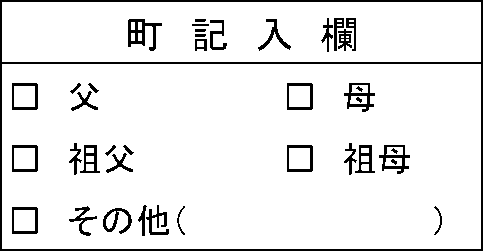 町 記 入 欄
□ 父 □ 母
□ 祖父 □ 祖母
□ その他( )